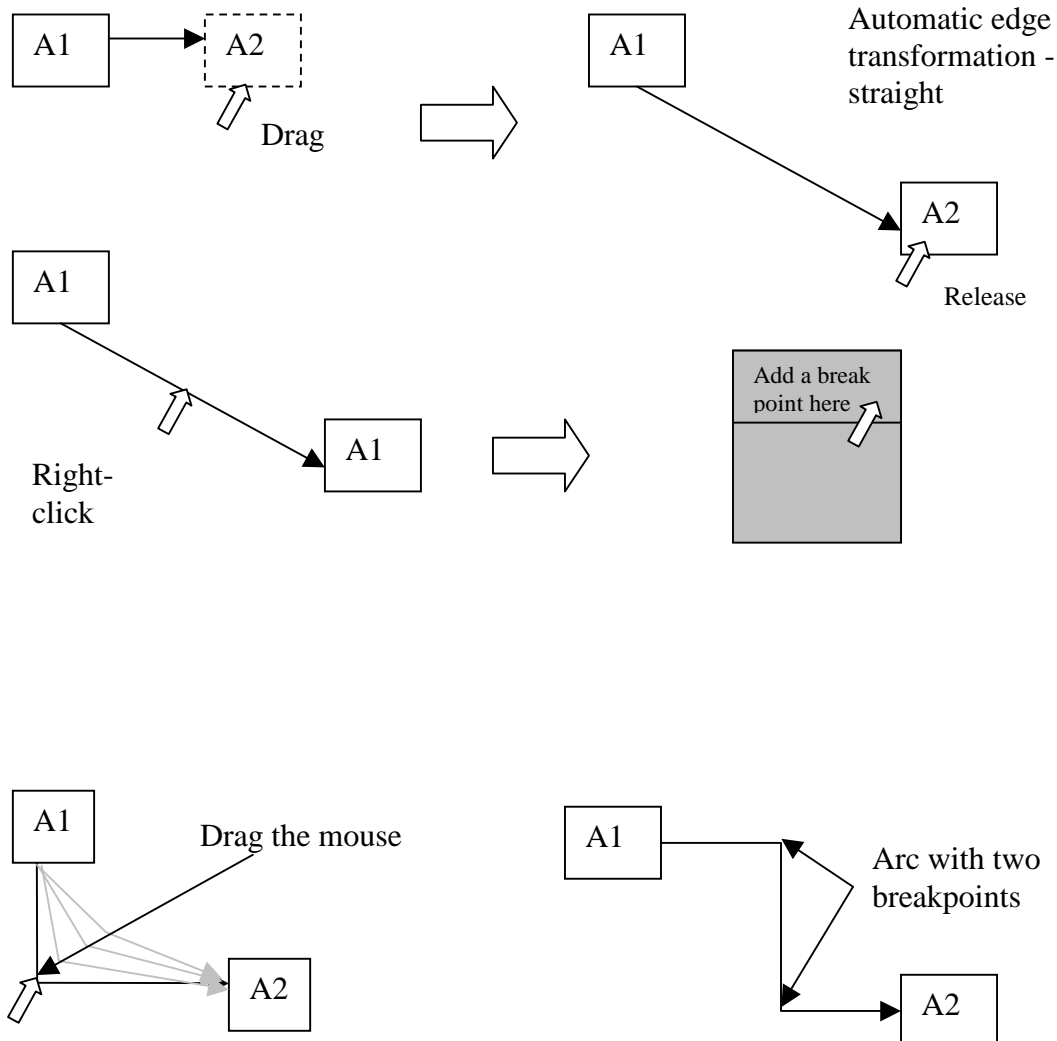 A1
A2
Drag
A1
Automatic edge
transformation -
straight
A2
Release
A1
Right-
click
A1
Add a break
point here
A1
Drag the mouse
A2
A1
Arc with two
breakpoints
A2